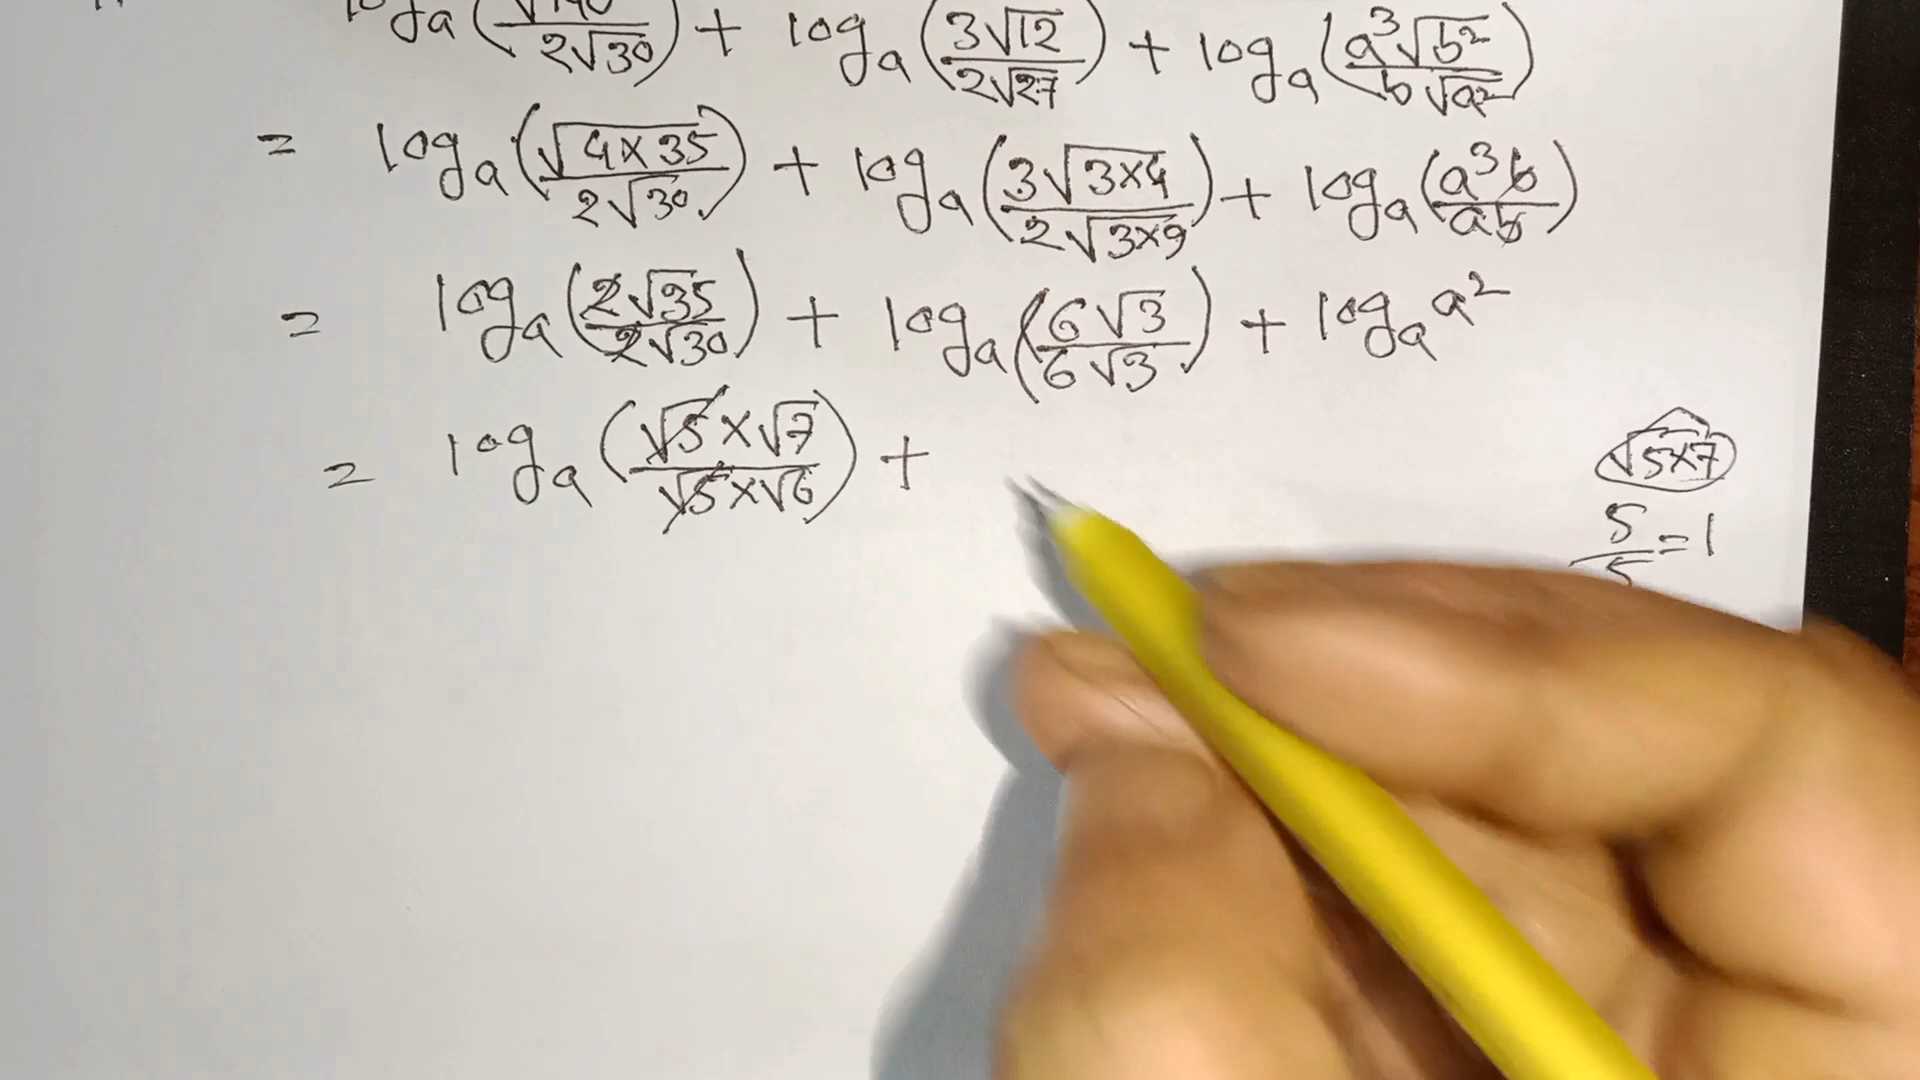 log_a(√140/2√30) + log_a(3√12/2√27) + log_a(a³√b²/b√a²)
= log_a(√4×35/2√30) + log_a(3√3×4/2√3×9) + log_a(a³b/ab)
= log_a(2√35/2√30) + log_a(6√3/6√3) + log_a a²
= log_a(√5×√7/√5×√6) +
√5×7
5/5=1